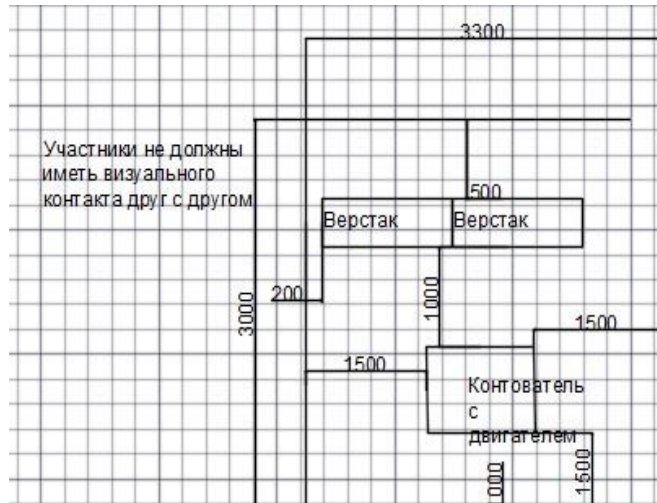 3300
Участники не должны
иметь визуального
контакта друг с другом
500
Верстак Верстак
200
3000
1000
1500
1500
Контователь
с
двигателем
000
1500